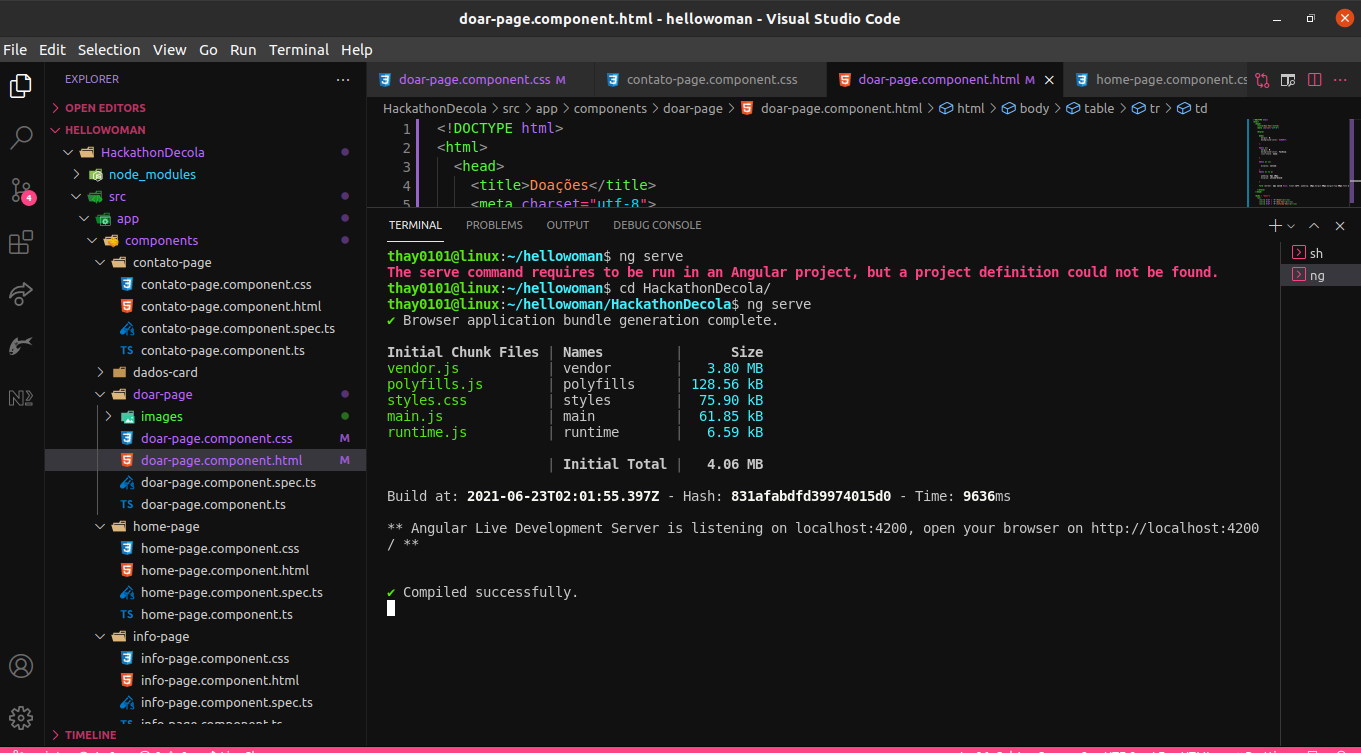 doar-page.component.html - hellowoman - Visual Studio Code
File Edit Selection View Go Run Terminal Help
EXPLORER
OPEN EDITORS
HELLOWOMAN
HackathonDecola
node_modules
src
app
components
contato-page
contato-page.component.css
contato-page.component.html
contato-page.component.spec.ts
TS contato-page.component.ts
dados-card
doar-page
images
doar-page.component.css M
doar-page.component.html M
doar-page.component.spec.ts
TS doar-page.component.ts
home-page
home-page.component.css
home-page.component.html
home-page.component.spec.ts
TS home-page.component.ts
info-page
info-page.component.css
info-page.component.html
info-page.component.spec.ts
TS info-page.component.ts
TIMELINE
4
doar-page.component.css M
contato-page.component.css
doar-page.component.html M
home-page.component.cs
HackathonDecola > src > app > components > doar-page > doar-page.component.html > html > body > table > tr > td
1 <!DOCTYPE html>
2 <html>
3 <head>
4 <title>Doações</title>
5 <meta charset="utf-8">
TERMINAL PROBLEMS OUTPUT DEBUG CONSOLE
sh
ng
thay0101@linux:~/hellowoman$ ng serve
The serve command requires to be run in an Angular project, but a project definition could not be found.
thay0101@linux:~/hellowoman$ cd HackathonDecola/
thay0101@linux:~/hellowoman/HackathonDecola$ ng serve
✔ Browser application bundle generation complete.
Initial Chunk Files | Names | Size
vendor.js | vendor | 3.80 MB
polyfills.js | polyfills | 128.56 kB
styles.css | styles | 75.90 kB
main.js | main | 61.85 kB
runtime.js | runtime | 6.59 kB
| Initial Total | 4.06 MB
Build at: 2021-06-23T02:01:55.397Z - Hash: 831afabdfd39974015d0 - Time: 9636ms
** Angular Live Development Server is listening on localhost:4200, open your browser on http://localhost:4200
/ **
✔ Compiled successfully.